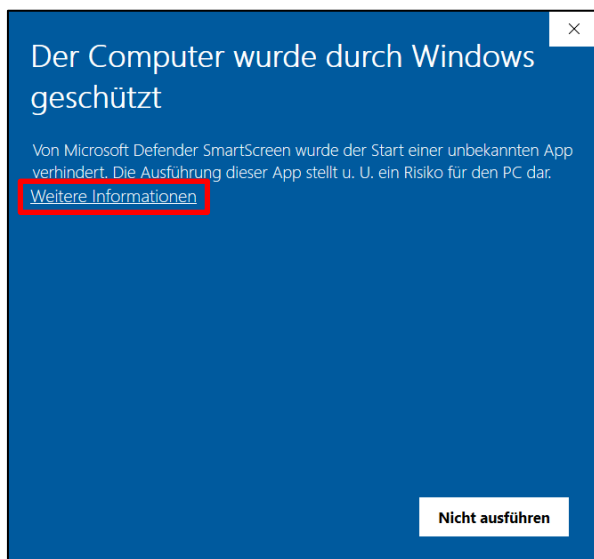 Der Computer wurde durch Windows
geschützt
Von Microsoft Defender SmartScreen wurde der Start einer unbekannten App
verhindert. Die Ausführung dieser App stellt u. U. ein Risiko für den PC dar.
Weitere Informationen
Nicht ausführen